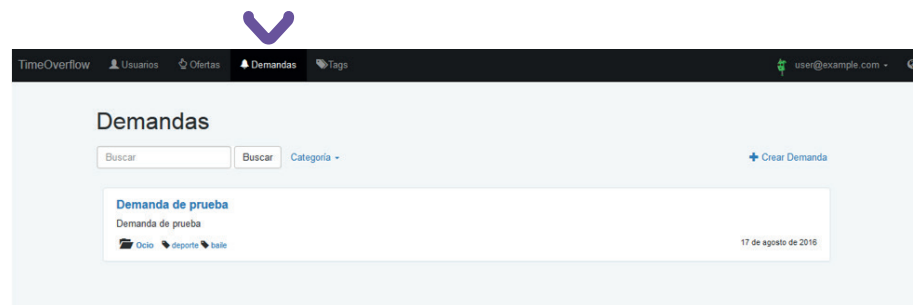 TimeOverflow Usuarios Ofertas Demandas Tags user@example.com
Demandas
Buscar Buscar Categoría Crear Demanda
Demanda de prueba
Demanda de prueba
Ocio deporte baile 17 de agosto de 2016